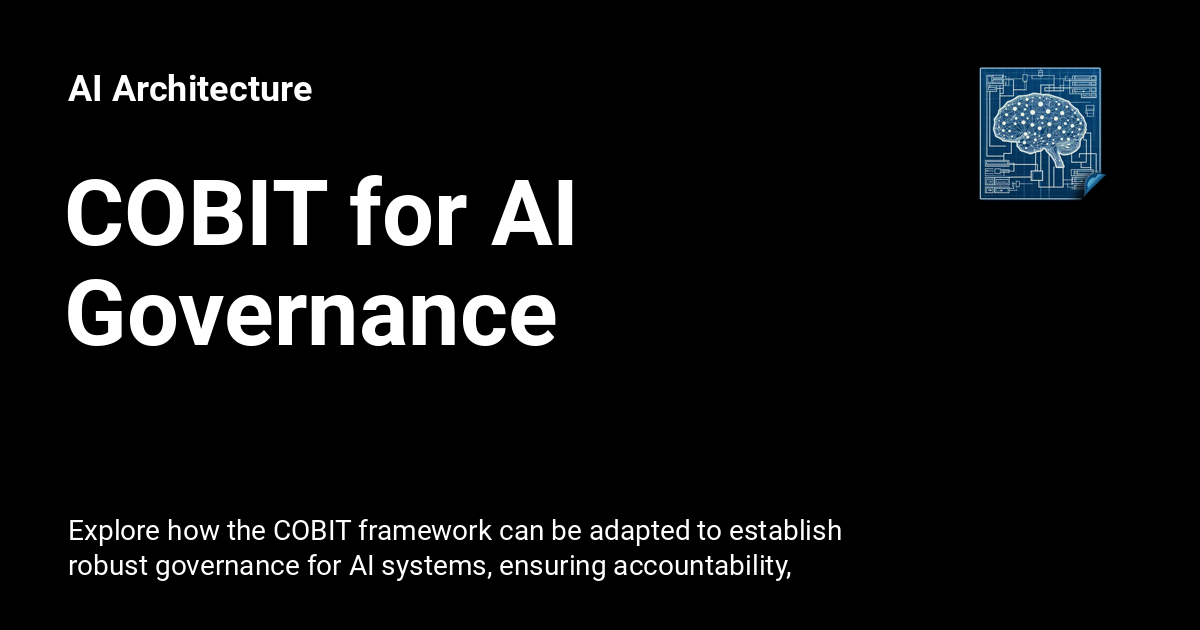 AI Architecture
COBIT for AI
Governance
Explore how the COBIT framework can be adapted to establish
robust governance for AI systems, ensuring accountability,